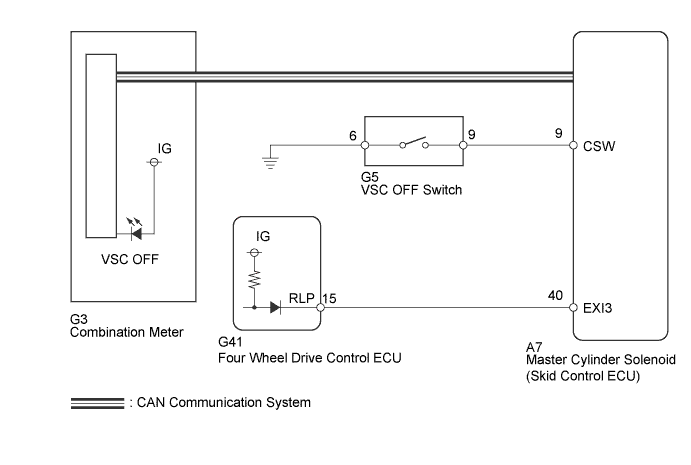 IG
VSC OFF
G3
Combination Meter
6
9
G5
VSC OFF Switch
9
CSW
IG
RLP
15
G41
Four Wheel Drive Control ECU
40
EXI3
A7
Master Cylinder Solenoid
(Skid Control ECU)
: CAN Communication System